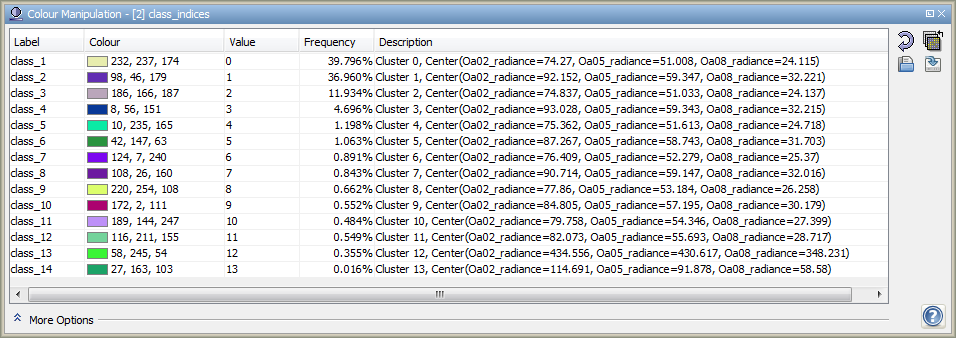 Colour Manipulation - [2] class_indices
Label Colour Value Frequency Description
class_1 232, 237, 174 0 39.796% Cluster 0, Center(Oa02_radiance=74.27, Oa05_radiance=51.008, Oa08_radiance=24.115)
class_2 98, 46, 179 1 36.960% Cluster 1, Center(Oa02_radiance=92.152, Oa05_radiance=59.347, Oa08_radiance=32.221)
class_3 186, 166, 187 2 11.934% Cluster 2, Center(Oa02_radiance=74.837, Oa05_radiance=51.033, Oa08_radiance=24.137)
class_4 8, 56, 151 3 4.696% Cluster 3, Center(Oa02_radiance=93.028, Oa05_radiance=59.343, Oa08_radiance=32.215)
class_5 10, 235, 165 4 1.198% Cluster 4, Center(Oa02_radiance=75.362, Oa05_radiance=51.613, Oa08_radiance=24.718)
class_6 42, 147, 63 5 1.063% Cluster 5, Center(Oa02_radiance=87.267, Oa05_radiance=58.743, Oa08_radiance=31.703)
class_7 124, 7, 240 6 0.891% Cluster 6, Center(Oa02_radiance=76.409, Oa05_radiance=52.279, Oa08_radiance=25.37)
class_8 108, 26, 160 7 0.843% Cluster 7, Center(Oa02_radiance=90.714, Oa05_radiance=59.147, Oa08_radiance=32.016)
class_9 220, 254, 108 8 0.662% Cluster 8, Center(Oa02_radiance=77.86, Oa05_radiance=53.184, Oa08_radiance=26.258)
class_10 172, 2, 111 9 0.552% Cluster 9, Center(Oa02_radiance=84.805, Oa05_radiance=57.195, Oa08_radiance=30.179)
class_11 189, 144, 247 10 0.484% Cluster 10, Center(Oa02_radiance=79.758, Oa05_radiance=54.346, Oa08_radiance=27.399)
class_12 116, 211, 155 11 0.549% Cluster 11, Center(Oa02_radiance=82.073, Oa05_radiance=55.693, Oa08_radiance=28.717)
class_13 58, 245, 54 12 0.355% Cluster 12, Center(Oa02_radiance=434.556, Oa05_radiance=430.617, Oa08_radiance=348.231)
class_14 27, 163, 103 13 0.016% Cluster 13, Center(Oa02_radiance=114.691, Oa05_radiance=91.878, Oa08_radiance=58.58)
More Options